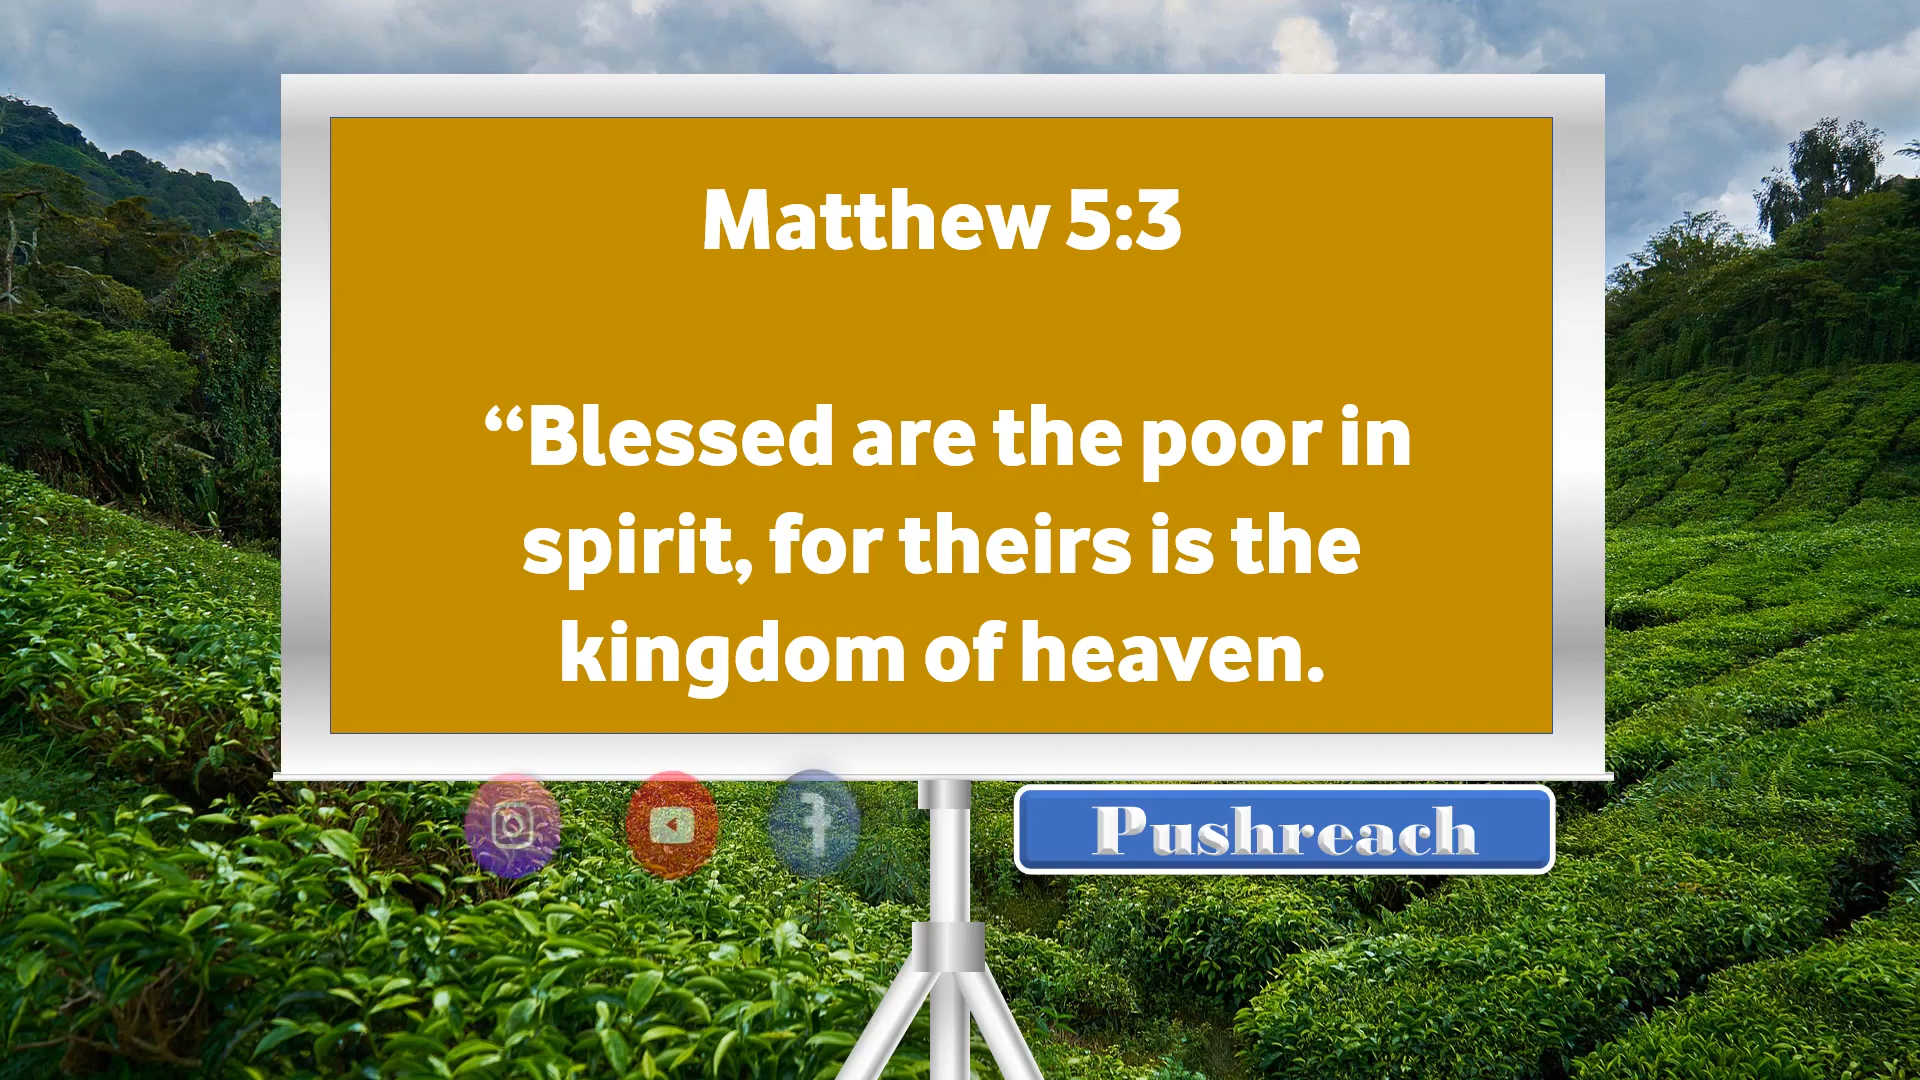 Matthew 5:3
“Blessed are the poor in
spirit, for theirs is the
kingdom of heaven.
Pushreach